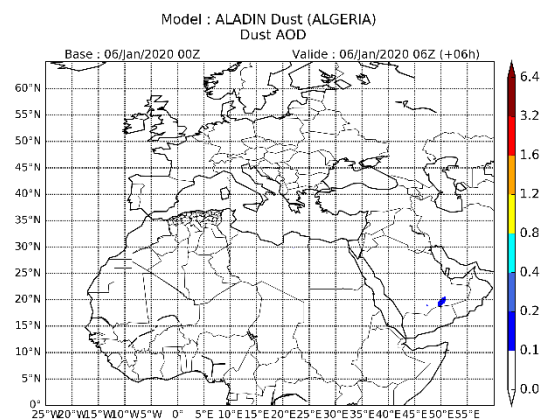 Model : ALADIN Dust (ALGERIA)
Dust AOD
Base : 06/Jan/2020 00Z Valide : 06/Jan/2020 06Z (+06h)
60°N
55°N
50°N
45°N
40°N
35°N
30°N
25°N
20°N
15°N
10°N
5°N
0°
25°W20°W15°W10°W5°W 0° 5°E 10°E15°E20°E25°E30°E35°E40°E45°E50°E55°E
6.4
3.2
1.6
1.2
0.8
0.4
0.2
0.1
0.0